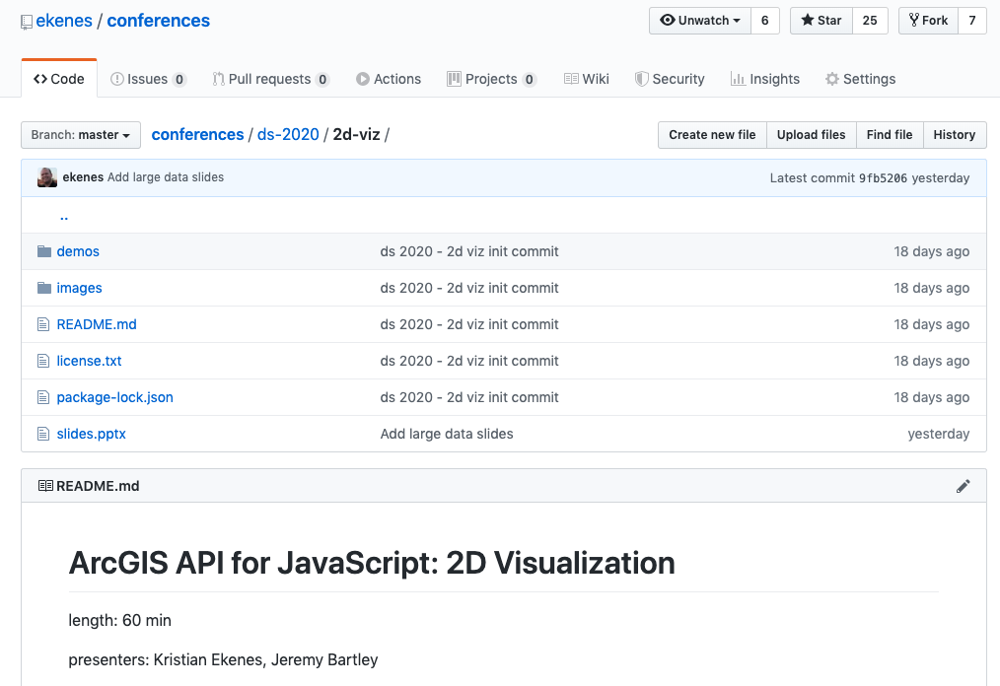 ekenes / conferences Unwatch 6 Star 25 Fork 7
Code Issues 0 Pull requests 0 Actions Projects 0 Wiki Security Insights Settings
Branch: master conferences / ds-2020 / 2d-viz / Create new file Upload files Find file History
ekenes Add large data slides Latest commit 9fb5206 yesterday
..
demos ds 2020 - 2d viz init commit 18 days ago
images ds 2020 - 2d viz init commit 18 days ago
README.md ds 2020 - 2d viz init commit 18 days ago
license.txt ds 2020 - 2d viz init commit 18 days ago
package-lock.json ds 2020 - 2d viz init commit 18 days ago
slides.pptx Add large data slides yesterday
README.md
ArcGIS API for JavaScript: 2D Visualization
length: 60 min
presenters: Kristian Ekenes, Jeremy Bartley